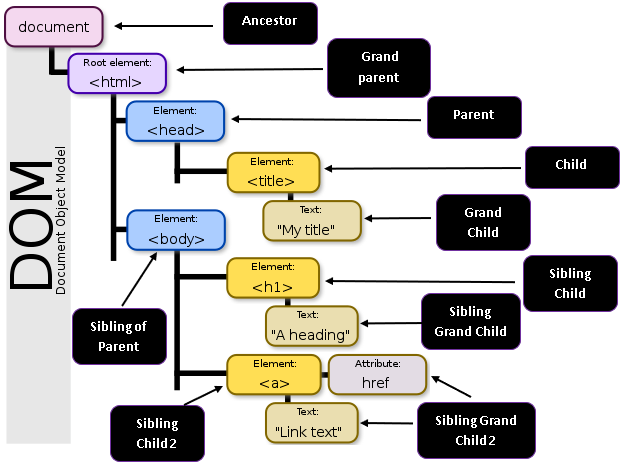 document
Ancestor
Root element:
<html>
Grand
parent
Element:
<head>
Parent
Element:
<title>
Child
Text:
"My title"
Grand
Child
DOM
Document Object Model
Element:
<body>
Sibling of
Parent
Element:
<h1>
Sibling
Child
Text:
"A heading"
Sibling
Grand Child
Element:
<a>
Attribute:
href
Sibling
Child 2
Text:
"Link text"
Sibling Grand
Child 2